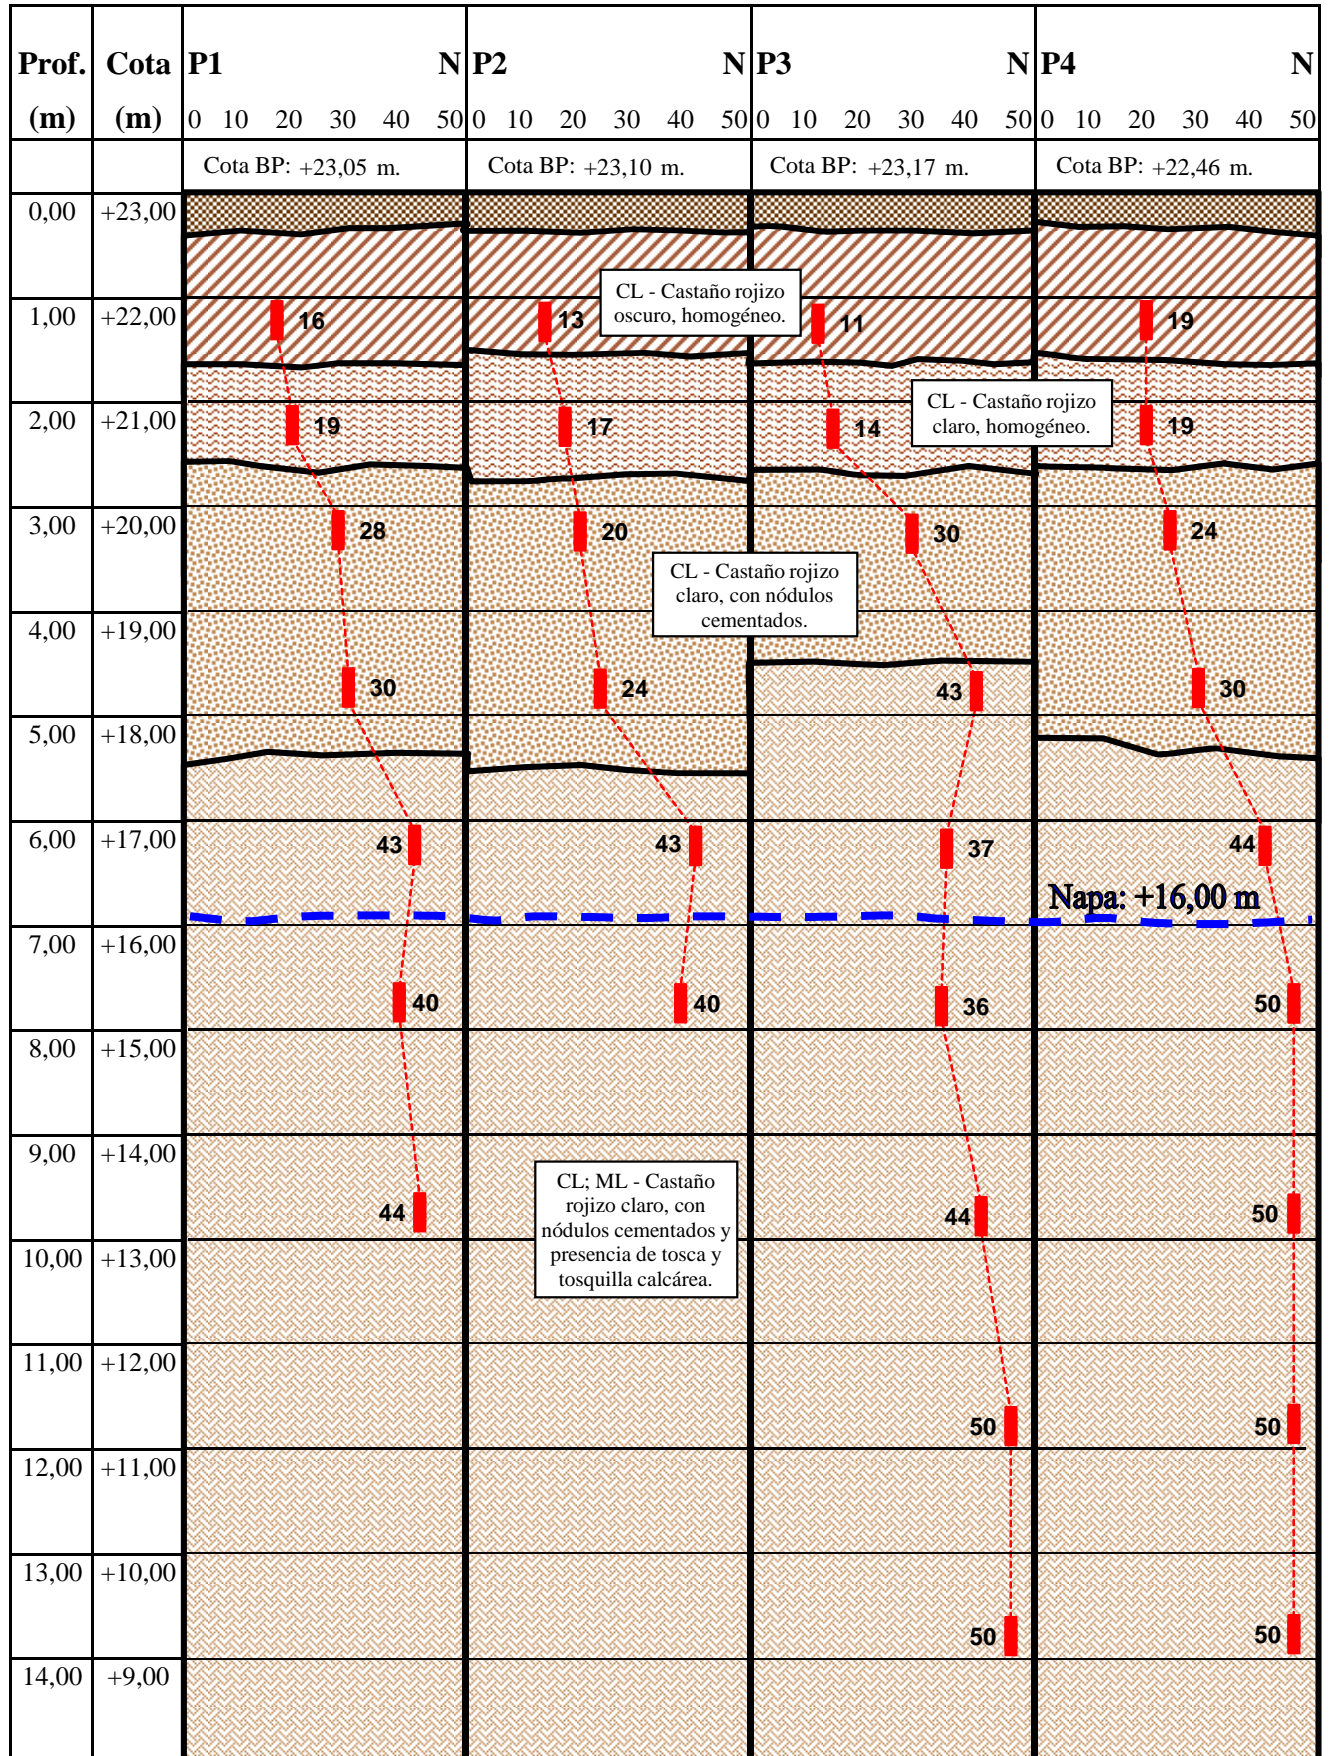 Prof. Cota P1 N P2 N P3 N P4 N
(m) (m) 0 10 20 30 40 50 0 10 20 30 40 50 0 10 20 30 40 50 0 10 20 30 40 50
Cota BP: +23,05 m. Cota BP: +23,10 m. Cota BP: +23,17 m. Cota BP: +22,46 m.
0,00 +23,00
CL - Castaño rojizo
oscuro, homogéneo.
1,00 +22,00 16 13 11 19
CL - Castaño rojizo
claro, homogéneo.
2,00 +21,00 19 17 14 19
3,00 +20,00 28 20 30 24
CL - Castaño rojizo
claro, con nódulos
cementados.
4,00 +19,00
30 24 43 30
5,00 +18,00
6,00 +17,00 43 43 37 44
Napa: +16,00 m
7,00 +16,00
40 40 36 50
8,00 +15,00
9,00 +14,00
CL; ML - Castaño
rojizo claro, con
nódulos cementados y
presencia de tosca y
tosquilla calcárea.
44 44 50
10,00 +13,00
11,00 +12,00
50 50
12,00 +11,00
13,00 +10,00
50 50
14,00 +9,00